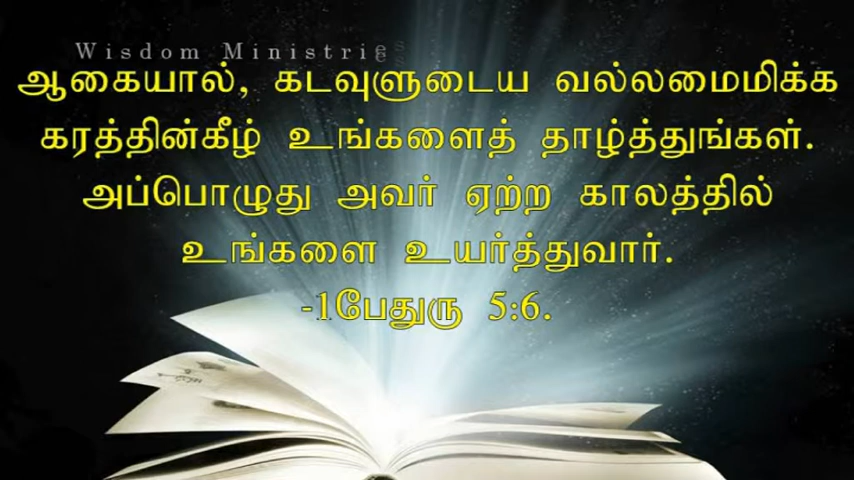 Wisdom Ministries
ஆகையால், கடவுளுடைய வல்லமைமிக்க
கரத்தின்கீழ் உங்களைத் தாழ்த்துங்கள்.
அப்பொழுது அவர் ஏற்ற காலத்தில்
உங்களை உயர்த்துவார்.
-1பேதுரு 5:6.